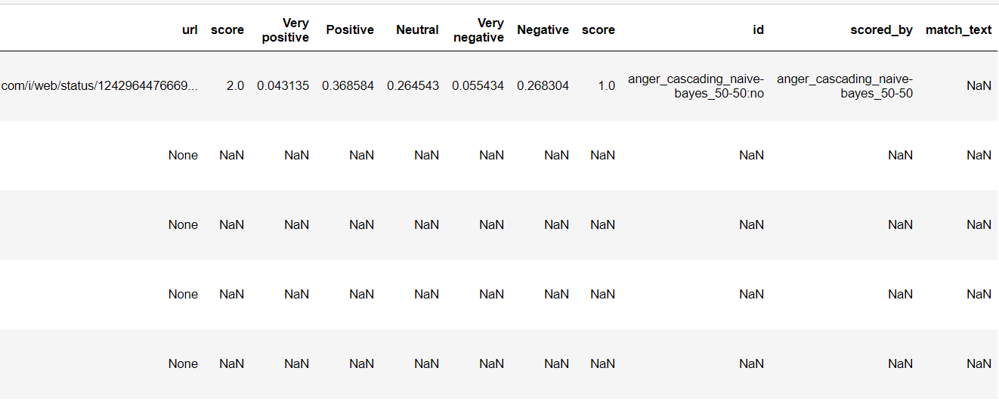 url score Very positive Positive Neutral Very negative Negative score id scored_by match_text
com/i/web/status/1242964476669... 2.0 0.043135 0.368584 0.264543 0.055434 0.268304 1.0 anger_cascading_naive-bayes_50-50:no anger_cascading_naive-bayes_50-50 NaN
None NaN NaN NaN NaN NaN NaN NaN NaN NaN NaN
None NaN NaN NaN NaN NaN NaN NaN NaN NaN NaN
None NaN NaN NaN NaN NaN NaN NaN NaN NaN NaN
None NaN NaN NaN NaN NaN NaN NaN NaN NaN NaN